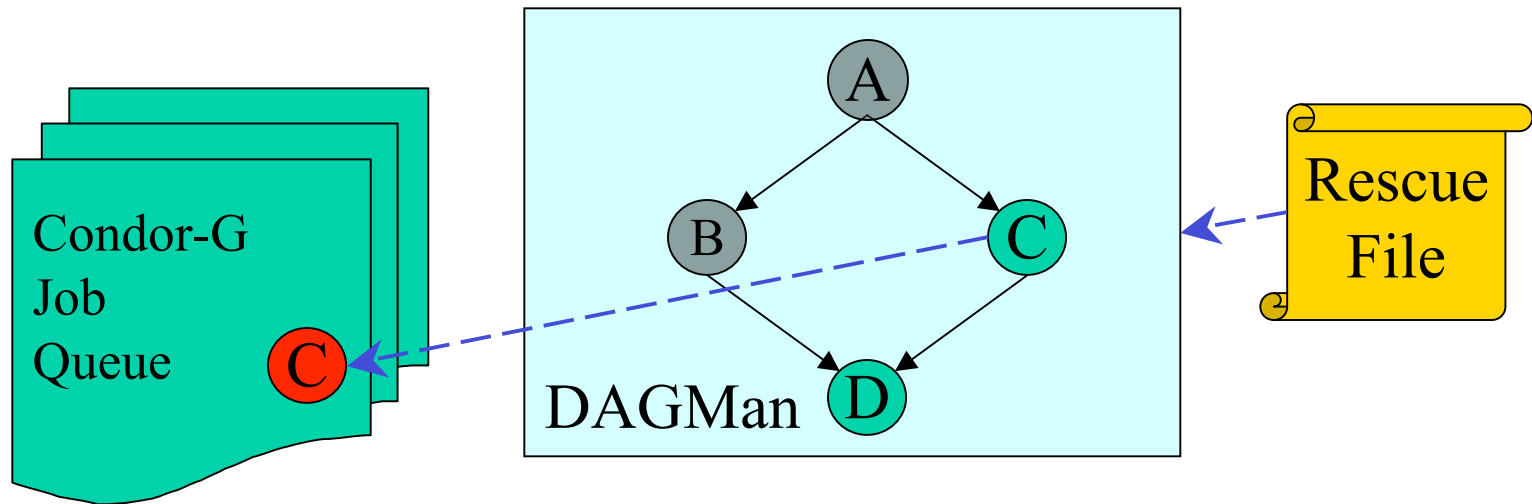 Condor-G
Job
Queue
C
A
B
C
D
DAGMan
Rescue
File